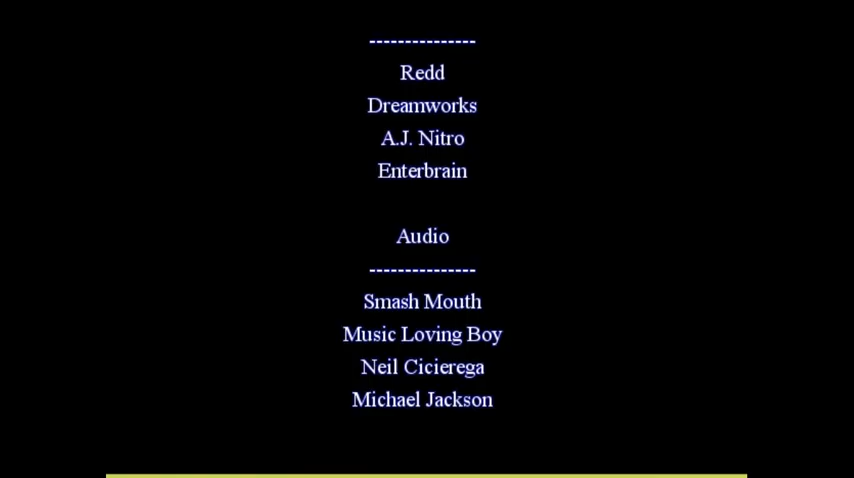 ---------------
Redd
Dreamworks
A.J. Nitro
Enterbrain
Audio
---------------
Smash Mouth
Music Loving Boy
Neil Cicierega
Michael Jackson